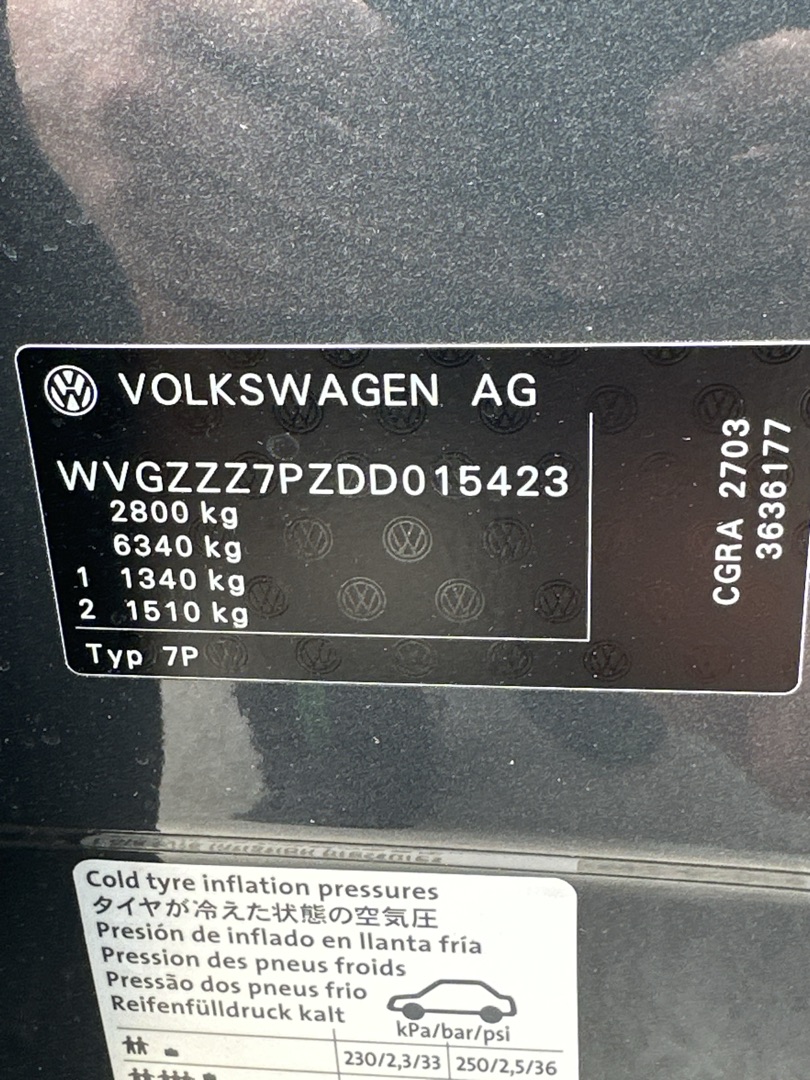 VOLKSWAGEN AG
WVGZZZ7PZDD015423
2800 kg
6340 kg
1 1340 kg
2 1510 kg
Typ 7P
CGRA 2703
3636177
Cold tyre inflation pressures
タイヤが冷えた状態の空気圧
Presión de inflado en llanta fría
Pression des pneus froids
Pressão dos pneus frio
Reifenfülldruck kalt
kPa/bar/psi
230/2,3/33 250/2,5/36